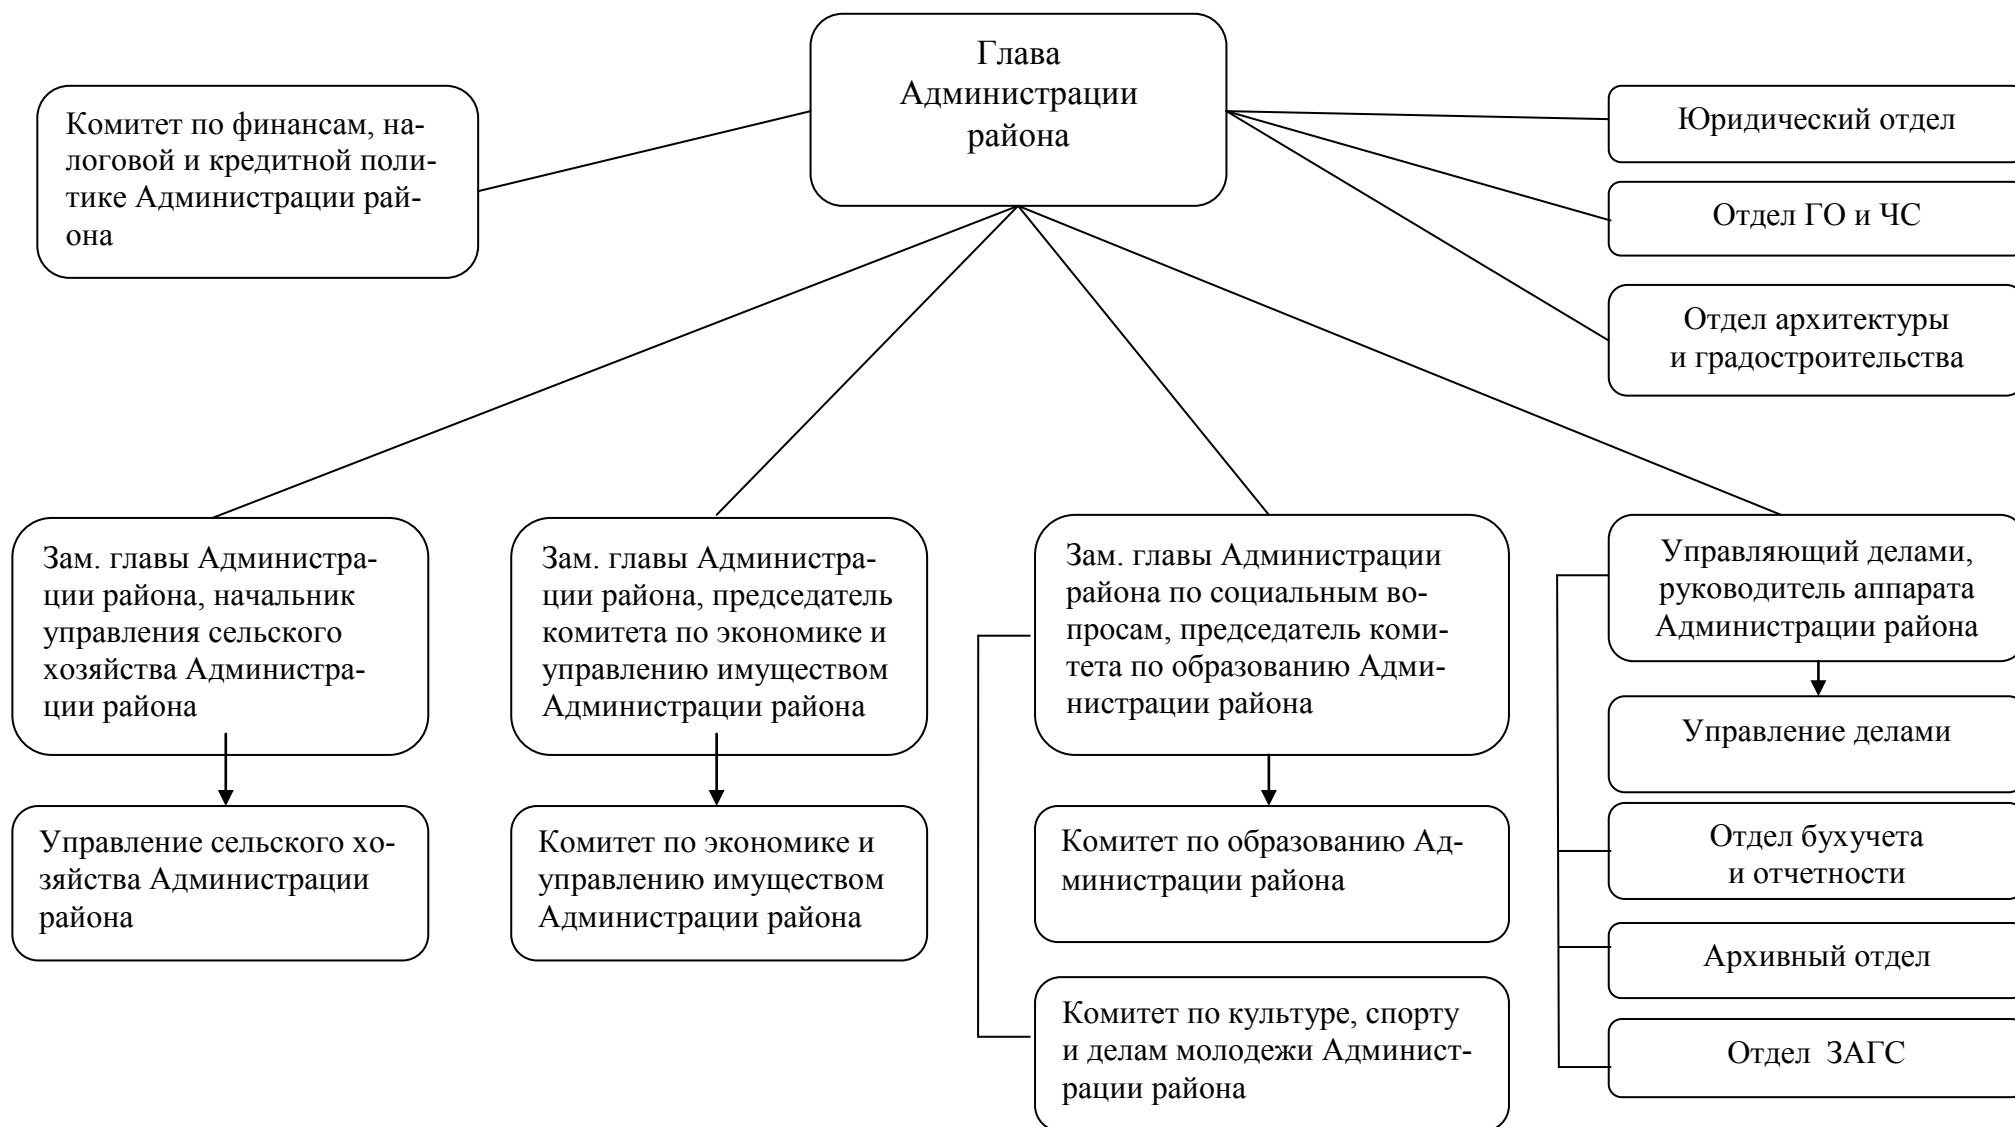 Глава
Администрации
района
Комитет по финансам, на-
логовой и кредитной поли-
тике Администрации рай-
она
Юридический отдел
Отдел ГО и ЧС
Отдел архитектуры
и градостроительства
Зам. главы Администра-
ции района, начальник
управления сельского
хозяйства Администра-
ции района
Зам. главы Администра-
ции района, председатель
комитета по экономике и
управлению имуществом
Администрации района
Зам. главы Администрации
района по социальным во-
просам, председатель коми-
тета по образованию Адми-
нистрации района
Управляющий делами,
руководитель аппарата
Администрации района
Управление делами
Управление сельского хо-
зяйства Администрации
района
Комитет по экономике и
управлению имуществом
Администрации района
Комитет по образованию Ад-
министрации района
Отдел бухучета
и отчетности
Архивный отдел
Комитет по культуре, спорту
и делам молодежи Админист-
рации района
Отдел  ЗАГС